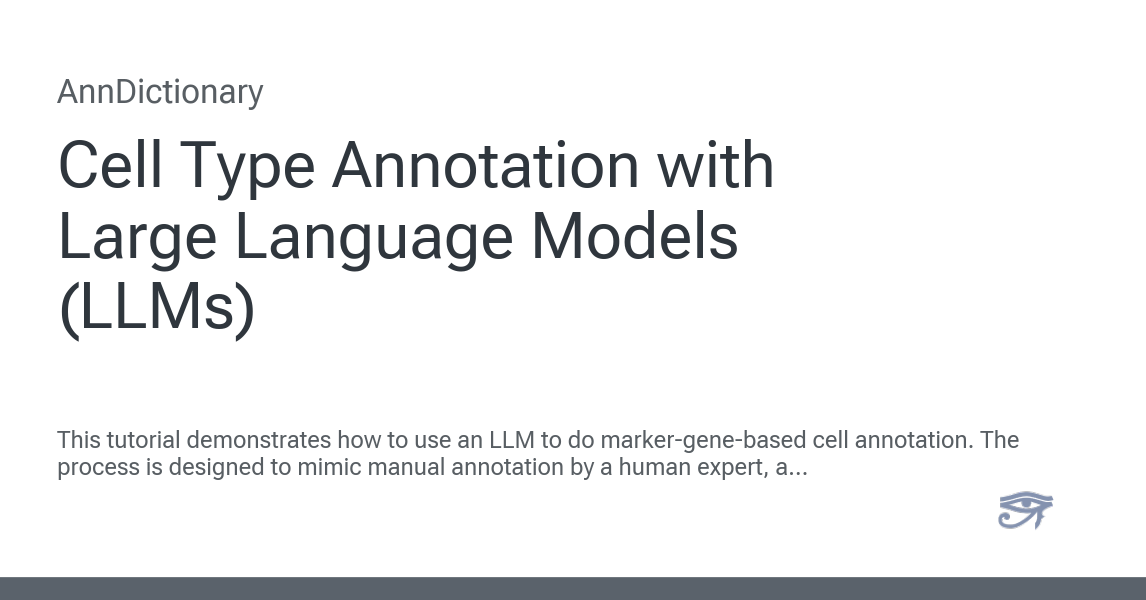 AnnDictionary
Cell Type Annotation with
Large Language Models
(LLMs)
This tutorial demonstrates how to use an LLM to do marker-gene-based cell annotation. The
process is designed to mimic manual annotation by a human expert, a...